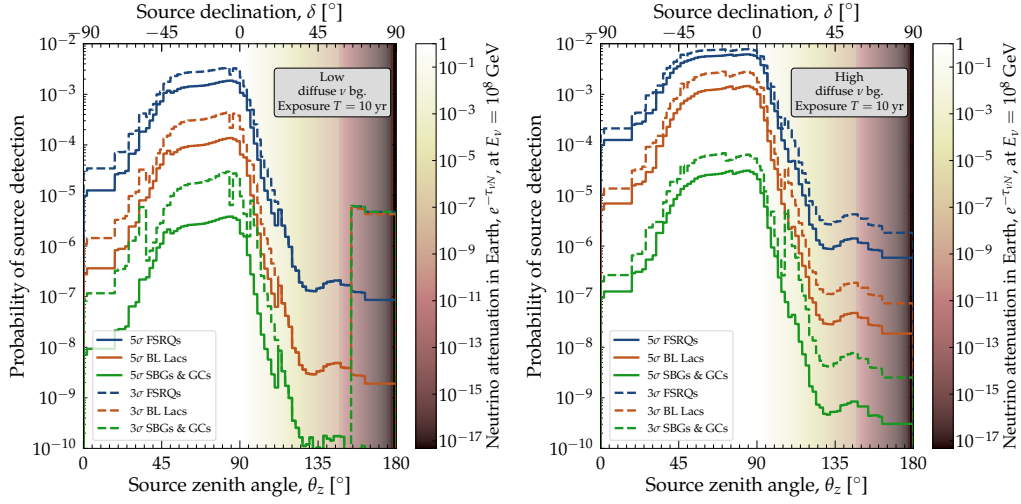 Source declination, δ [°]
−90 −45 0 45 90
Probability of source detection
10⁻²
10⁻³
10⁻⁴
10⁻⁵
10⁻⁶
10⁻⁷
10⁻⁸
10⁻⁹
10⁻¹⁰
Low
diffuse ν bg.
Exposure T = 10 yr
5σ FSRQs
5σ BL Lacs
5σ SBGs & GCs
3σ FSRQs
3σ BL Lacs
3σ SBGs & GCs
0 45 90 135 180
Source zenith angle, θz [°]
1
10⁻¹
10⁻³
10⁻⁵
10⁻⁷
10⁻⁹
10⁻¹¹
10⁻¹³
10⁻¹⁵
10⁻¹⁷
Neutrino attenuation in Earth, e^−τνN, at Eν = 10⁸ GeV
Source declination, δ [°]
−90 −45 0 45 90
Probability of source detection
10⁻²
10⁻³
10⁻⁴
10⁻⁵
10⁻⁶
10⁻⁷
10⁻⁸
10⁻⁹
10⁻¹⁰
High
diffuse ν bg.
Exposure T = 10 yr
5σ FSRQs
5σ BL Lacs
5σ SBGs & GCs
3σ FSRQs
3σ BL Lacs
3σ SBGs & GCs
0 45 90 135 180
Source zenith angle, θz [°]
1
10⁻¹
10⁻³
10⁻⁵
10⁻⁷
10⁻⁹
10⁻¹¹
10⁻¹³
10⁻¹⁵
10⁻¹⁷
Neutrino attenuation in Earth, e^−τνN, at Eν = 10⁸ GeV